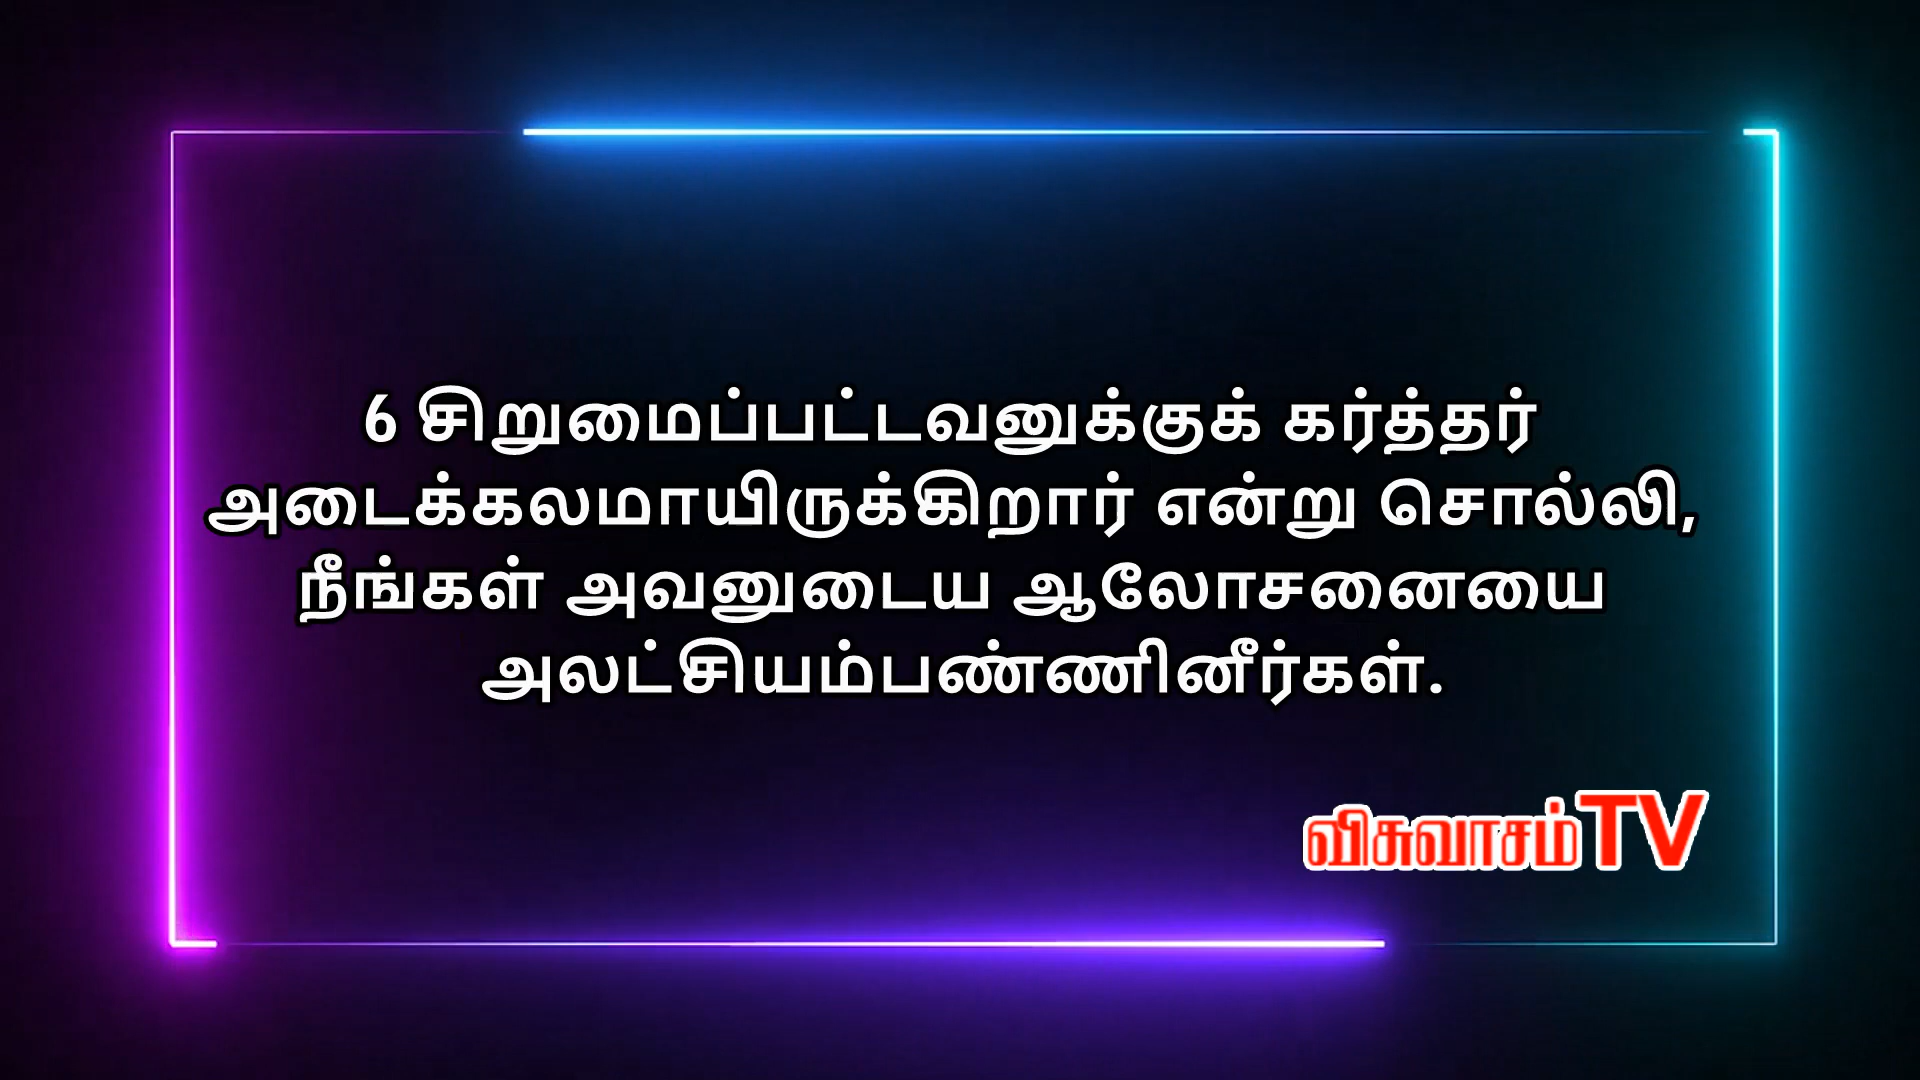 6 சிறுமைப்பட்டவனுக்குக் கர்த்தர்
அடைக்கலமாயிருக்கிறார் என்று சொல்லி,
நீங்கள் அவனுடைய ஆலோசனையை
அலட்சியம்பண்ணினீர்கள்.
விசுவாசம்TV